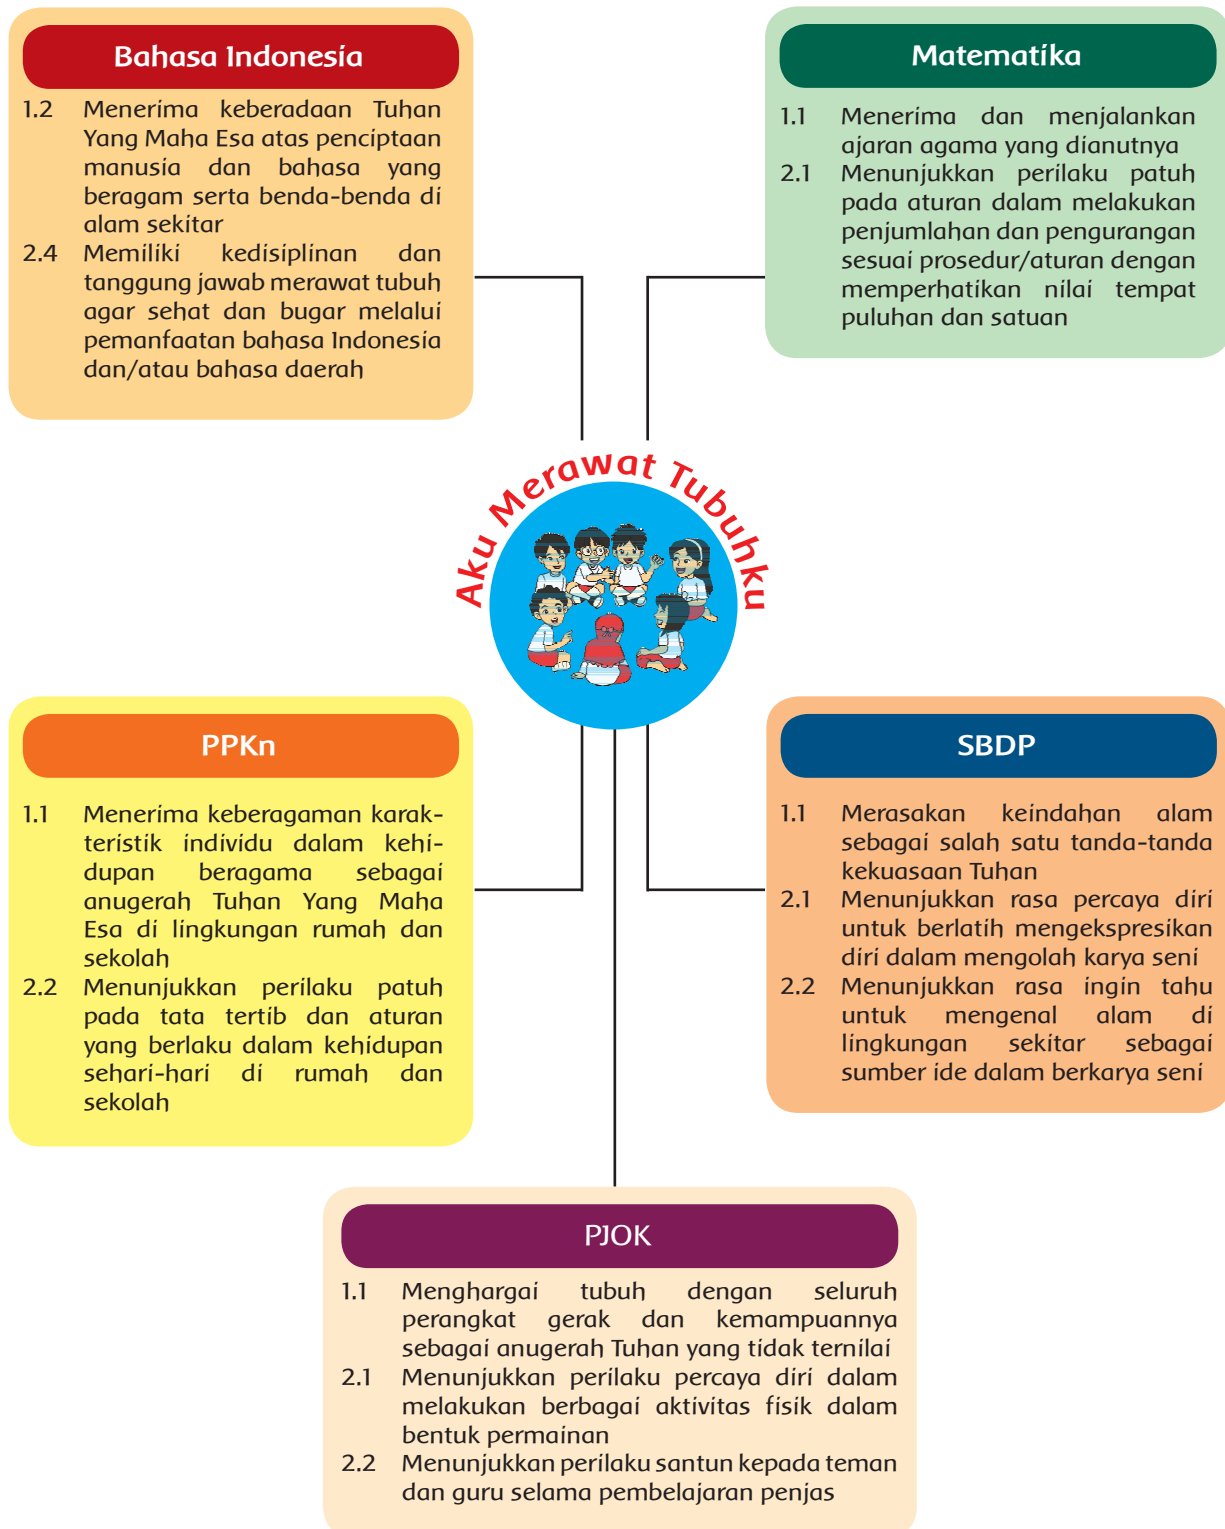 Bahasa Indonesia
1.2 Menerima keberadaan Tuhan
Yang Maha Esa atas penciptaan
manusia dan bahasa yang
beragam serta benda-benda di
alam sekitar
2.4 Memiliki kedisiplinan dan
tanggung jawab merawat tubuh
agar sehat dan bugar melalui
pemanfaatan bahasa Indonesia
dan/atau bahasa daerah
Matematika
1.1 Menerima dan menjalankan
ajaran agama yang dianutnya
2.1 Menunjukkan perilaku patuh
pada aturan dalam melakukan
penjumlahan dan pengurangan
sesuai prosedur/aturan dengan
memperhatikan nilai tempat
puluhan dan satuan
Aku Merawat Tubuhku
PPKn
1.1 Menerima keberagaman karak-
teristik individu dalam kehi-
dupan beragama sebagai
anugerah Tuhan Yang Maha
Esa di lingkungan rumah dan
sekolah
2.2 Menunjukkan perilaku patuh
pada tata tertib dan aturan
yang berlaku dalam kehidupan
sehari-hari di rumah dan
sekolah
SBDP
1.1 Merasakan keindahan alam
sebagai salah satu tanda-tanda
kekuasaan Tuhan
2.1 Menunjukkan rasa percaya diri
untuk berlatih mengekspresikan
diri dalam mengolah karya seni
2.2 Menunjukkan rasa ingin tahu
untuk mengenal alam di
lingkungan sekitar sebagai
sumber ide dalam berkarya seni
PJOK
1.1 Menghargai tubuh dengan seluruh
perangkat gerak dan kemampuannya
sebagai anugerah Tuhan yang tidak ternilai
2.1 Menunjukkan perilaku percaya diri dalam
melakukan berbagai aktivitas fisik dalam
bentuk permainan
2.2 Menunjukkan perilaku santun kepada teman
dan guru selama pembelajaran penjas